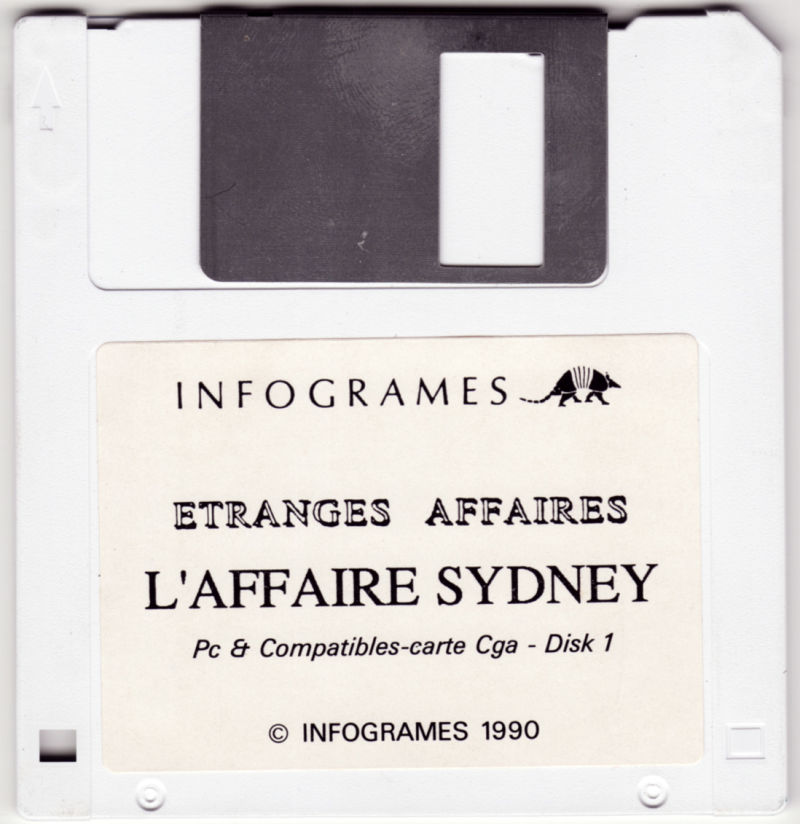 INFOGRAMES
ETRANGES AFFAIRES
L'AFFAIRE SYDNEY
Pc & Compatibles-carte Cga - Disk 1
© INFOGRAMES 1990